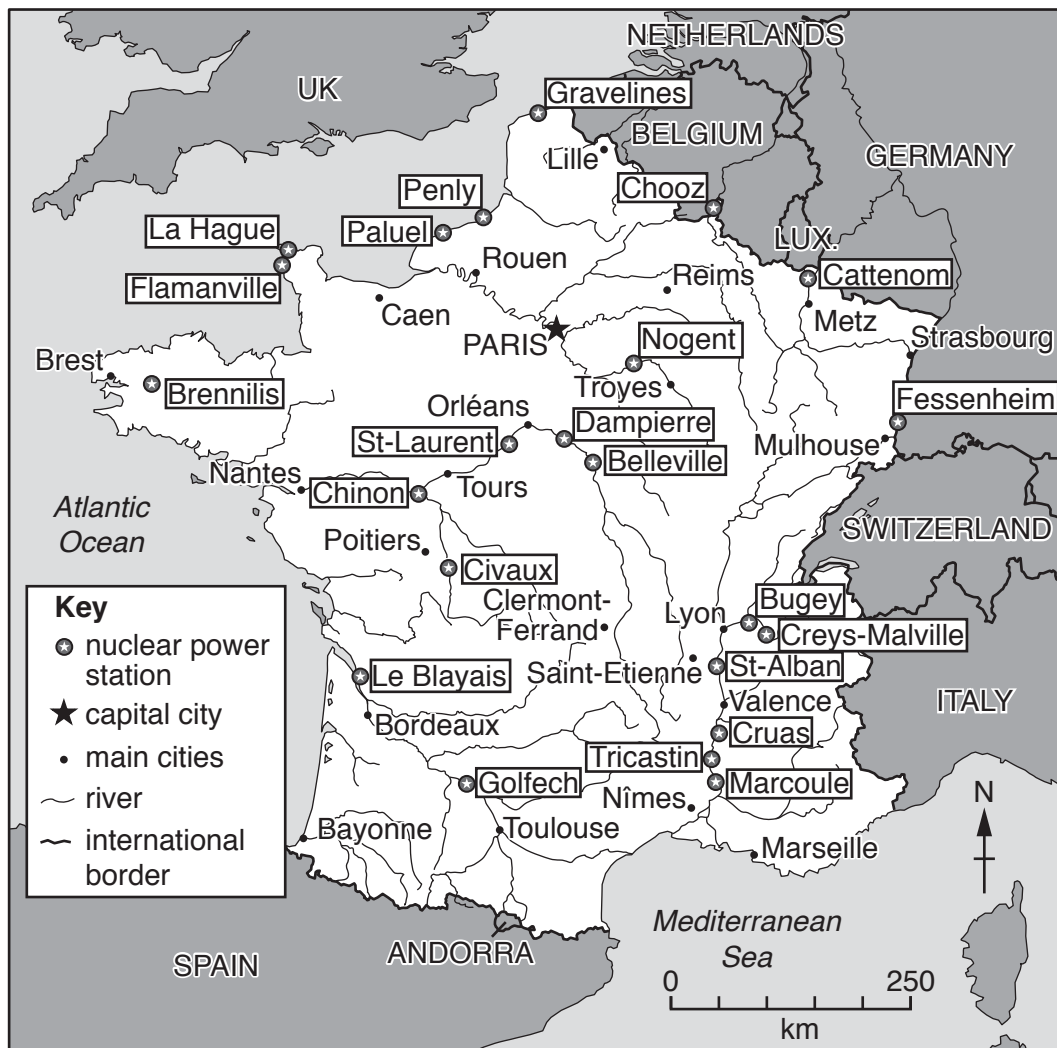 NETHERLANDS
UK
Gravelines
BELGIUM
Lille
GERMANY
Penly
Chooz
La Hague
Paluel
LUX.
Rouen
Reims
Cattenom
Flamanville
Caen
Metz
PARIS
Nogent
Strasbourg
Brest
Troyes
Brennilis
Orléans
Fessenheim
Dampierre
St-Laurent
Mulhouse
Belleville
Nantes
Chinon
Tours
Atlantic
Ocean
SWITZERLAND
Poitiers
Civaux
Bugey
Clermont-
Ferrand
Lyon
Creys-Malville
Saint-Etienne
St-Alban
Le Blayais
ITALY
Valence
Bordeaux
Cruas
Tricastin
Golfech
Marcoule
Nîmes
Bayonne
Toulouse
Marseille
N
Mediterranean
Sea
ANDORRA
SPAIN
0
250
km
Key
nuclear power
station
capital city
main cities
river
international
border